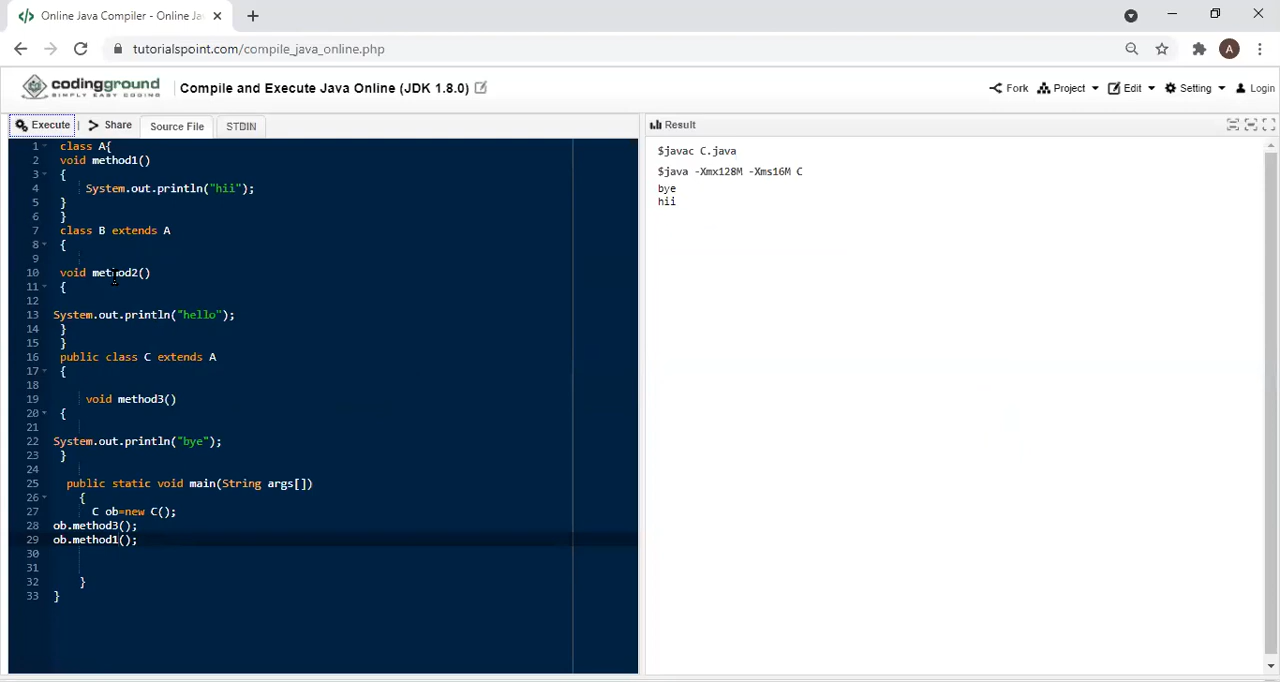 Online Java Compiler - Online Ja
tutorialspoint.com/compile_java_online.php
A
codingground
SIMPLY EASY CODING
Compile and Execute Java Online (JDK 1.8.0)
Fork Project Edit Setting Login
Execute | Share Source File STDIN
Result
1 class A{
2 void method1()
3 {
4 System.out.println("hii");
5 }
6 }
7 class B extends A
8 {
9
10 void method2()
11 {
12
13 System.out.println("hello");
14 }
15 }
16 public class C extends A
17 {
18
19 void method3()
20 {
21
22 System.out.println("bye");
23 }
24
25 public static void main(String args[])
26 {
27 C ob=new C();
28 ob.method3();
29 ob.method1();
30
31
32 }
33 }
$javac C.java
$java -Xmx128M -Xms16M C
bye
hii